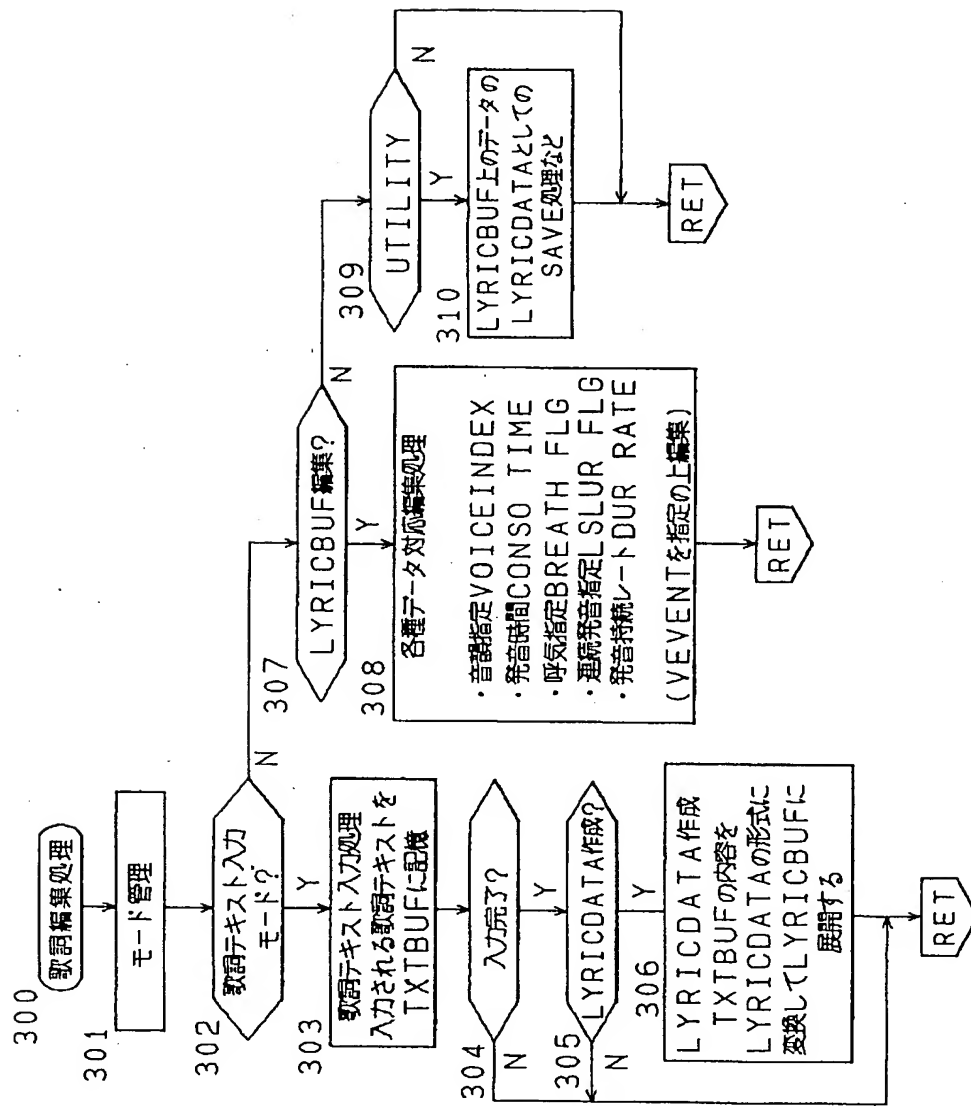 300
歌詞編集処理
301
モード管理
302
歌詞テキスト入力
モード?
N
Y
303
歌詞テキスト入力処理
入力される歌詞テキストを
TXTBUFに記憶
304
入力完了?
N
Y
305
LYRICDATA作成?
N
Y
306
LYRICDATA作成
TXTBUFの内容を
LYRICDATAの形式に
変換してLYRICBUFに
展開する
RET
307
LYRICBUF編集?
N
Y
308
各種データ対応編集処理
・音韻指定VOICEINDEX
・発音時間CONSO TIME
・呼気指定BREATH FLG
・連続発音指定LSLUR FLG
・発音持続レートDUR RATE
(VEVENTを指定の上編集)
RET
309
UTILITY
N
Y
310
LYRICBUF上のデータの
LYRICDATAとしての
SAVE処理など
RET